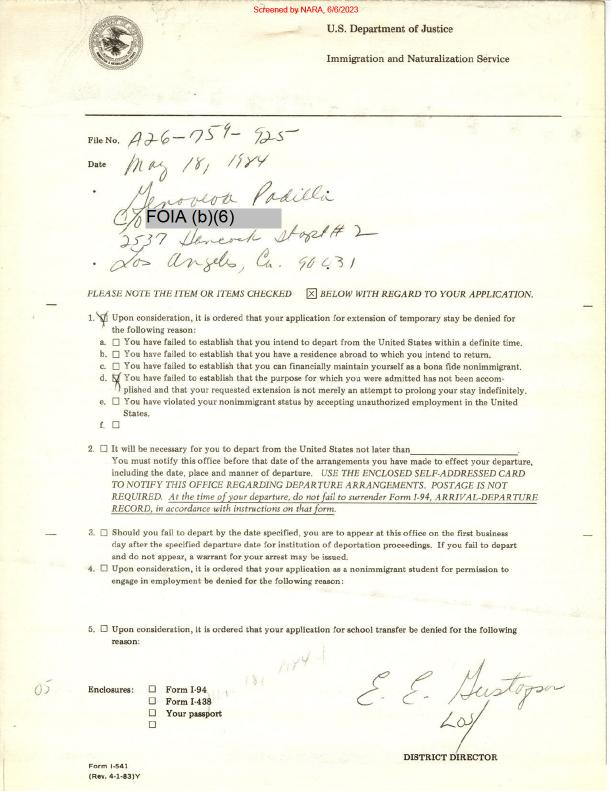 Screened by NARA, 6/6/2023
U.S. Department of Justice
Immigration and Naturalization Service
File No. A26-759-925
Date May 18, 1984
Genoveva Padilla
C/O FOIA (b)(6)
2537 Hancock St apt # 2
Los Angeles, Ca. 90031
PLEASE NOTE THE ITEM OR ITEMS CHECKED ☒ BELOW WITH REGARD TO YOUR APPLICATION.
1. ☒ Upon consideration, it is ordered that your application for extension of temporary stay be denied for
the following reason:
a. ☐ You have failed to establish that you intend to depart from the United States within a definite time.
b. ☐ You have failed to establish that you have a residence abroad to which you intend to return.
c. ☐ You have failed to establish that you can financially maintain yourself as a bona fide nonimmigrant.
d. ☒ You have failed to establish that the purpose for which you were admitted has not been accom-
plished and that your requested extension is not merely an attempt to prolong your stay indefinitely.
e. ☐ You have violated your nonimmigrant status by accepting unauthorized employment in the United
States.
f. ☐
2. ☐ It will be necessary for you to depart from the United States not later than
You must notify this office before that date of the arrangements you have made to effect your departure,
including the date, place and manner of departure. USE THE ENCLOSED SELF-ADDRESSED CARD
TO NOTIFY THIS OFFICE REGARDING DEPARTURE ARRANGEMENTS. POSTAGE IS NOT
REQUIRED. At the time of your departure, do not fail to surrender Form I-94, ARRIVAL-DEPARTURE
RECORD, in accordance with instructions on that form.
3. ☐ Should you fail to depart by the date specified, you are to appear at this office on the first business
day after the specified departure date for institution of deportation proceedings. If you fail to depart
and do not appear, a warrant for your arrest may be issued.
4. ☐ Upon consideration, it is ordered that your application as a nonimmigrant student for permission to
engage in employment be denied for the following reason:
5. ☐ Upon consideration, it is ordered that your application for school transfer be denied for the following
reason:
05
Enclosures: ☐ Form I-94
☐ Form I-438
☐ Your passport
☐
E. E. Gustafson
DISTRICT DIRECTOR
Form I-541
(Rev. 4-1-83)Y